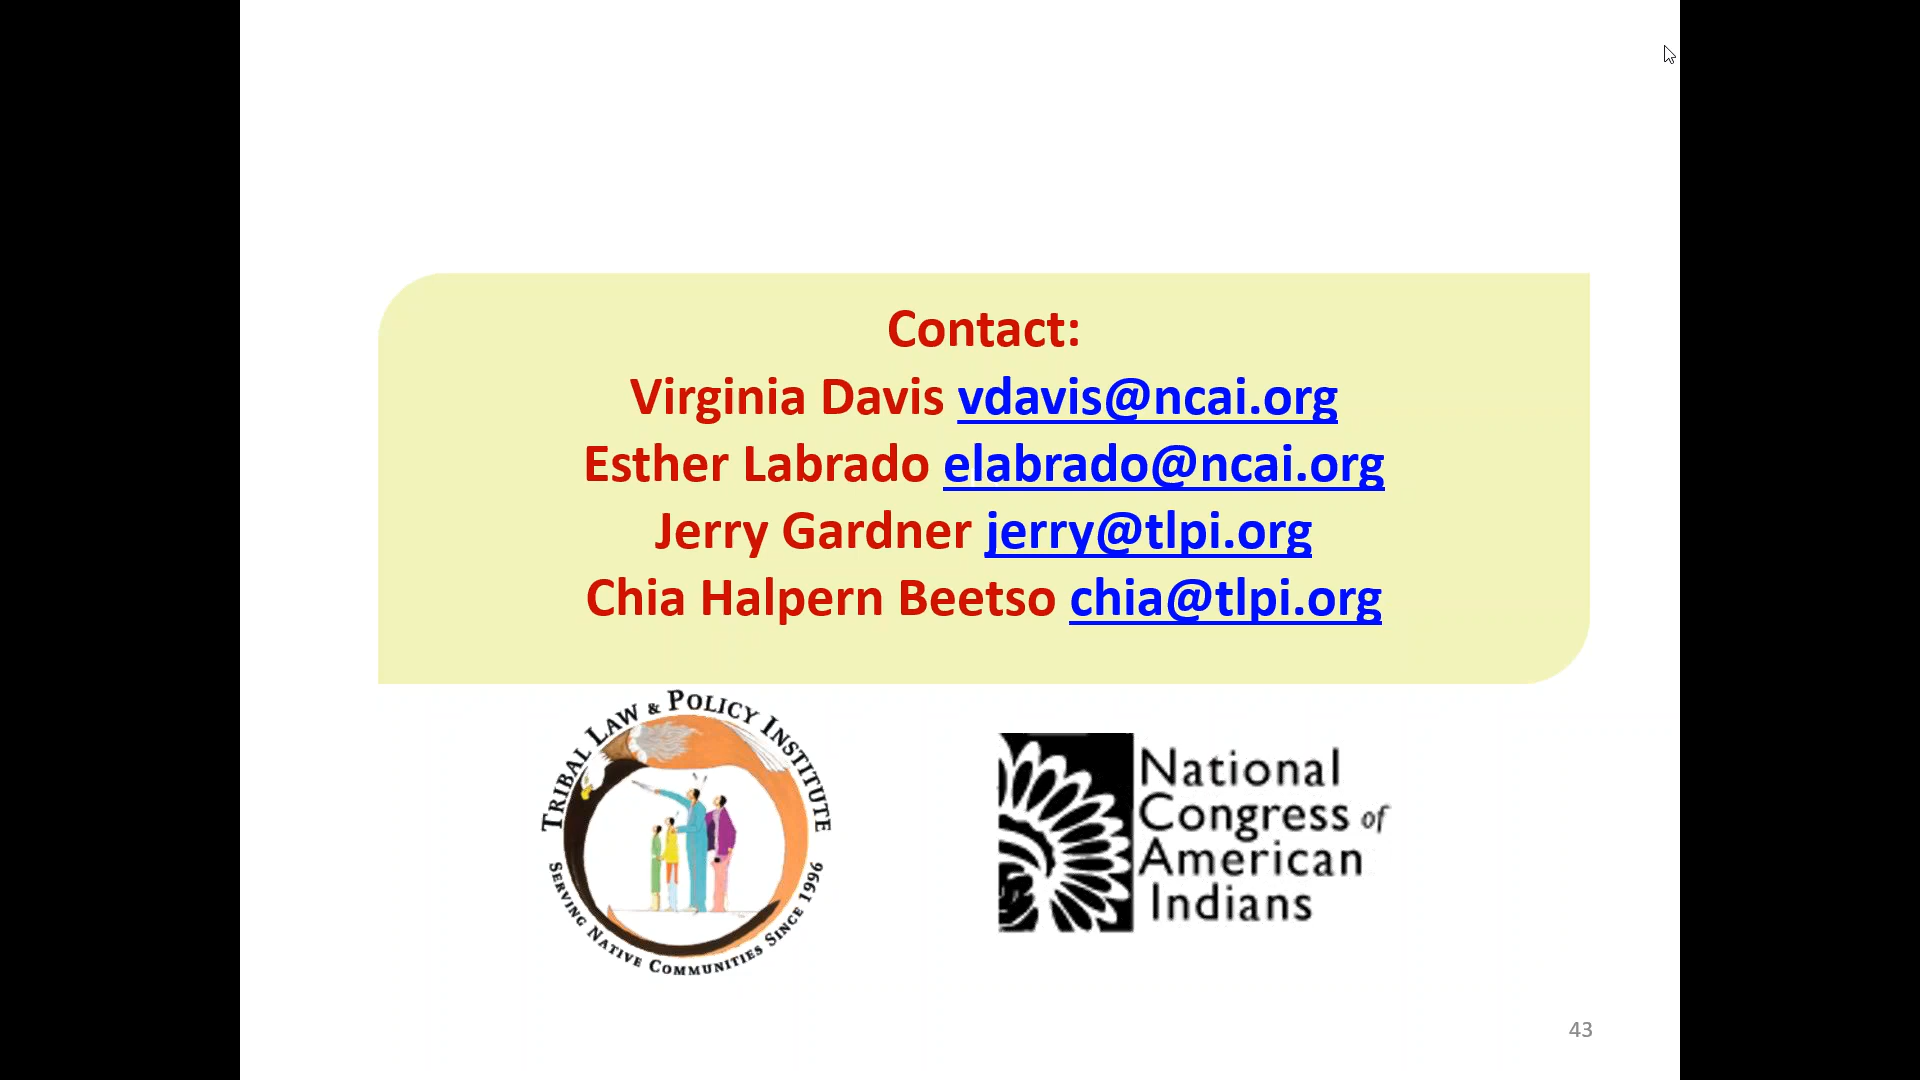 Contact:
Virginia Davis vdavis@ncai.org
Esther Labrado elabrado@ncai.org
Jerry Gardner jerry@tlpi.org
Chia Halpern Beetso chia@tlpi.org
TRIBAL LAW & POLICY INSTITUTE
SERVING NATIVE COMMUNITIES SINCE 1996
National
Congress of
American
Indians
43